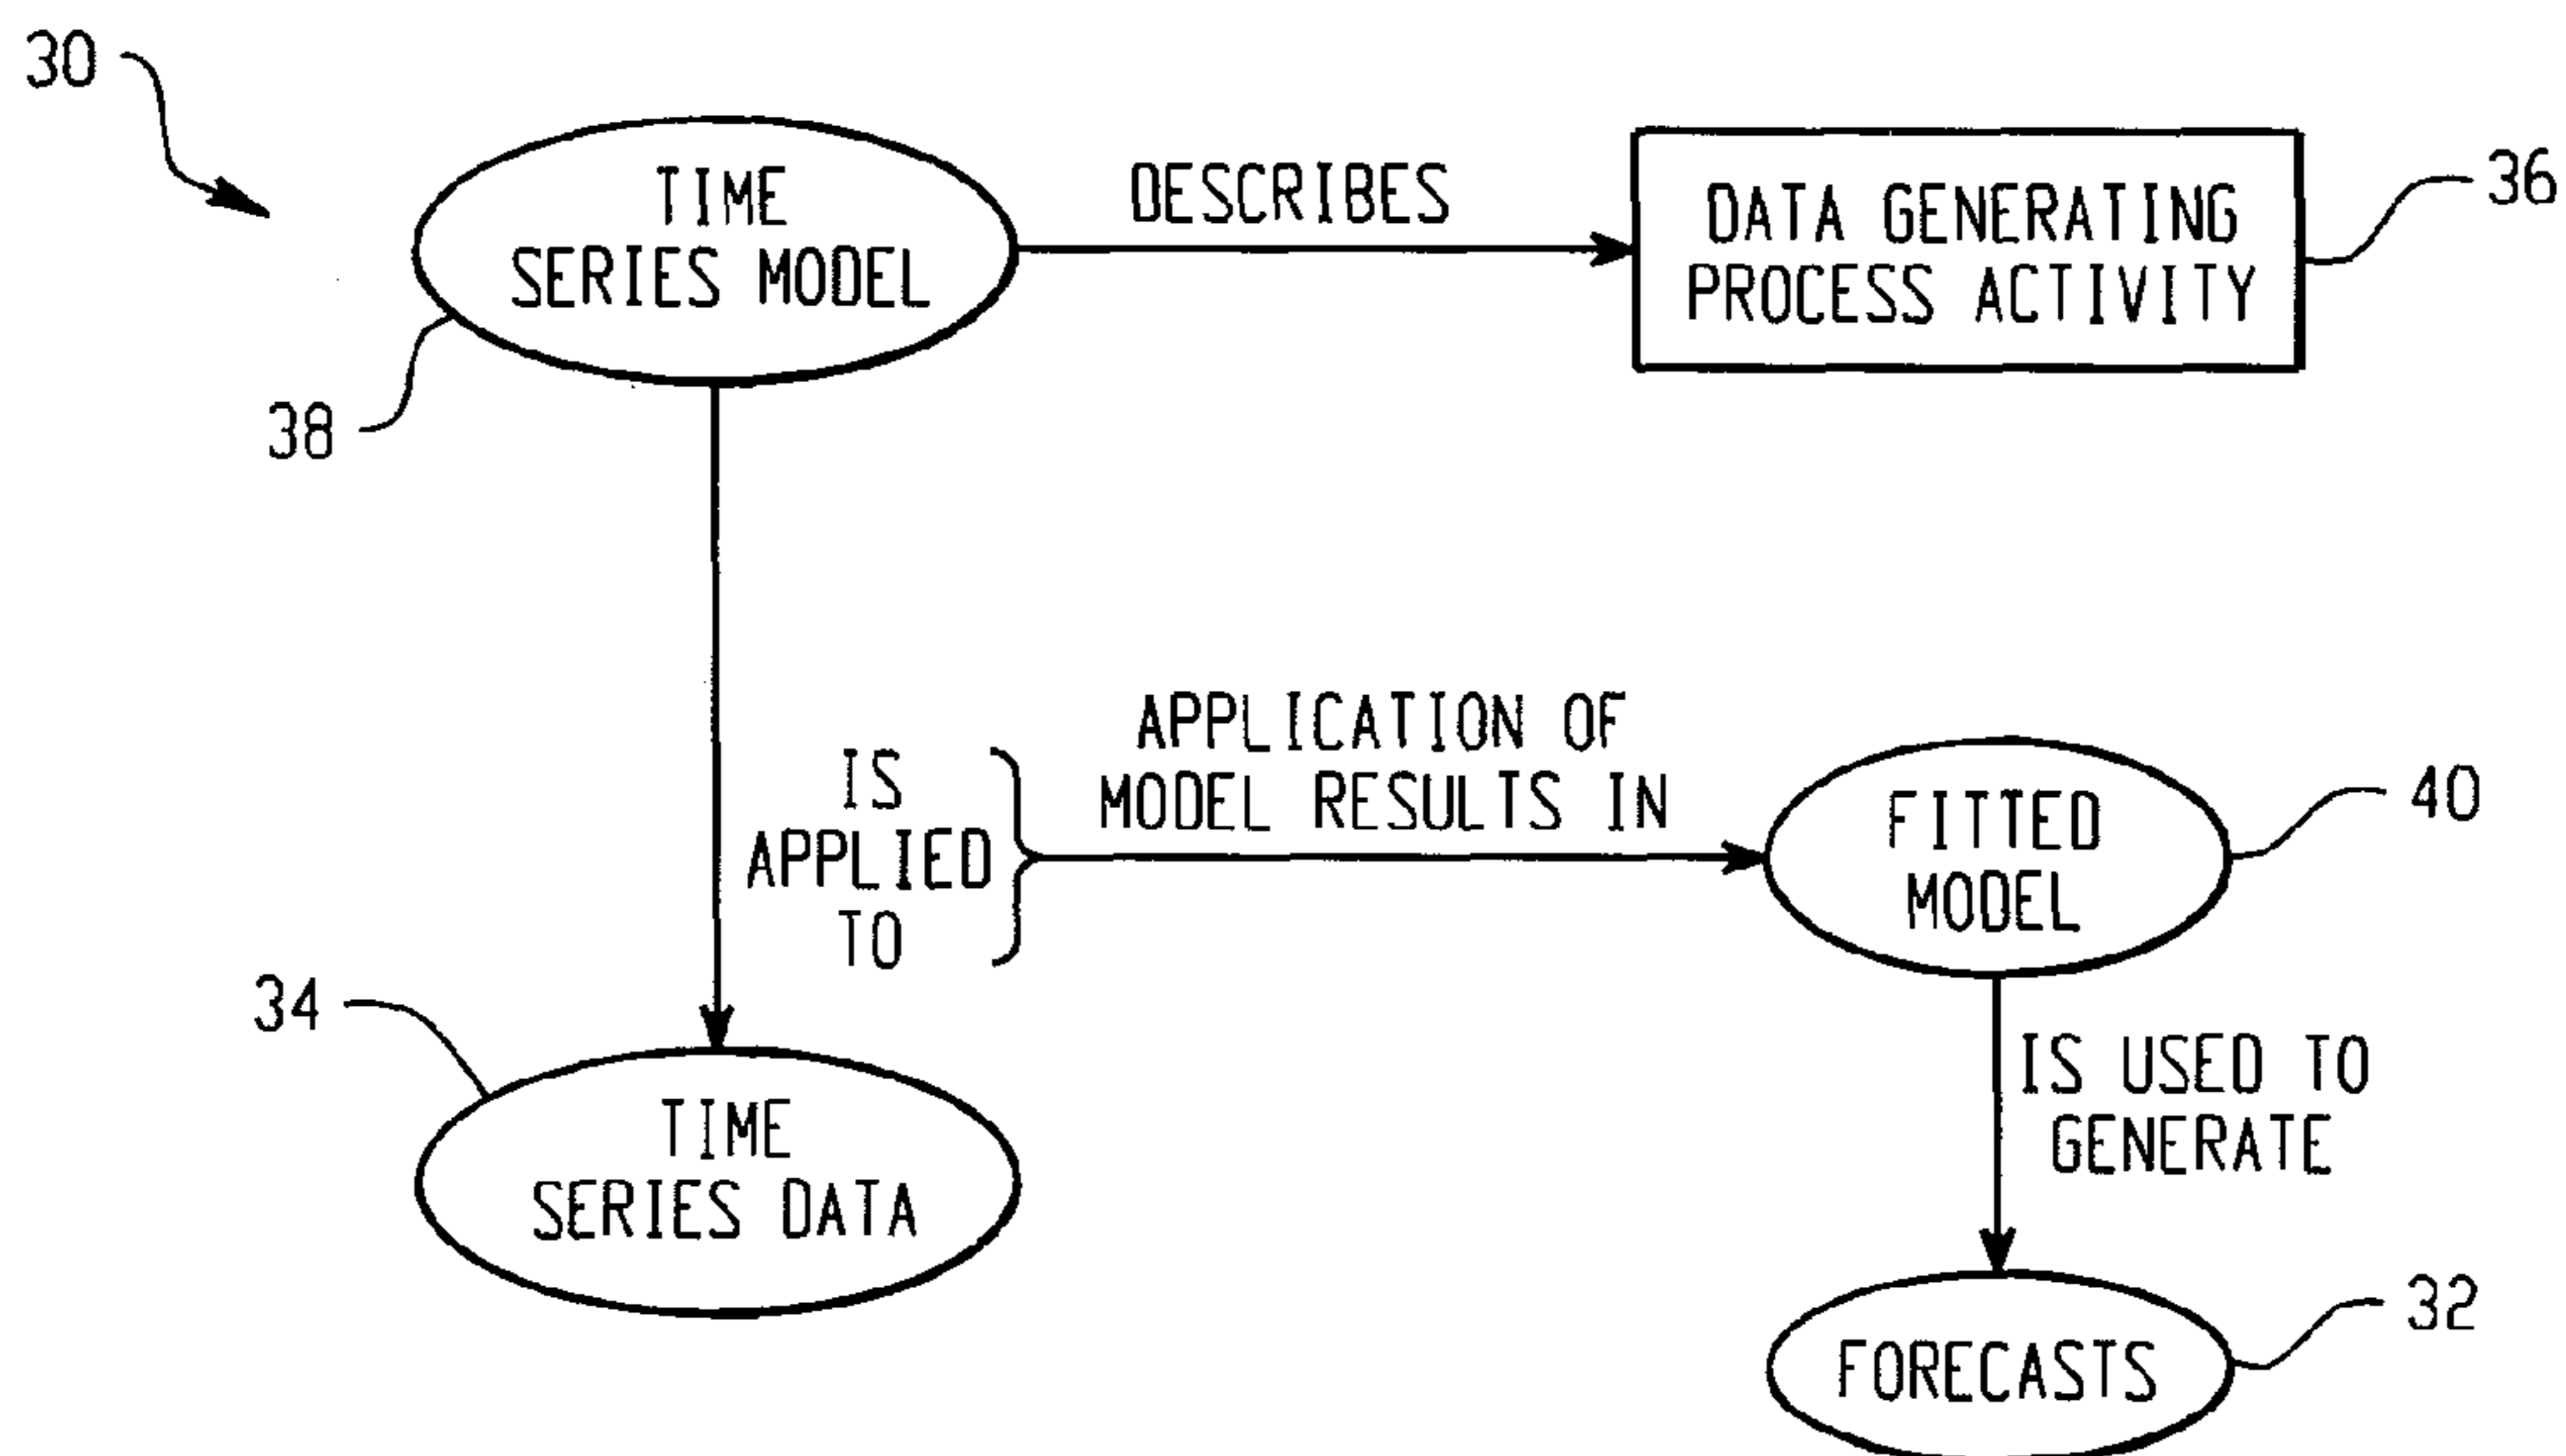 30
TIME
SERIES MODEL
38
DESCRIBES
DATA GENERATING
PROCESS ACTIVITY
36
IS
APPLIED
TO
APPLICATION OF
MODEL RESULTS IN
FITTED
MODEL
40
34
TIME
SERIES DATA
IS USED TO
GENERATE
FORECASTS
32